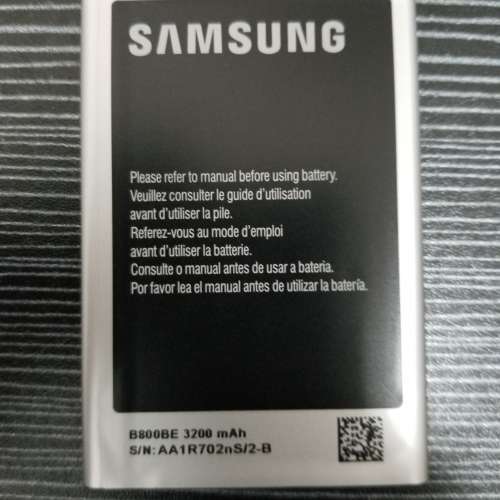 SAMSUNG
Please refer to manual before using battery.
Veuillez consulter le guide d'utilisation
avant d'utiliser la pile.
Referez-vous au mode d'emploi
avant d'utiliser la batterie.
Consulte o manual antes de usar a bateria.
Por favor lea el manual antes de utilizar la batería.
B800BE 3200 mAh
S/N: AA1R702nS/2-B